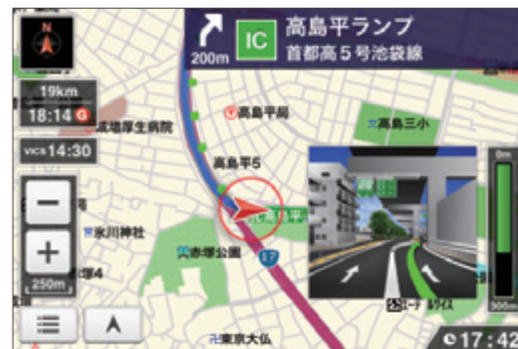 N
200m
IC
高島平ランプ
首都高5号池袋線
19km
18:14 G
VICS 14:30
成増厚生病院
高島平局
高島三小
高島平5
0m
高島平
氷川神社
赤塚公園
17
塚4
250m
300m
東京大仏
17:42